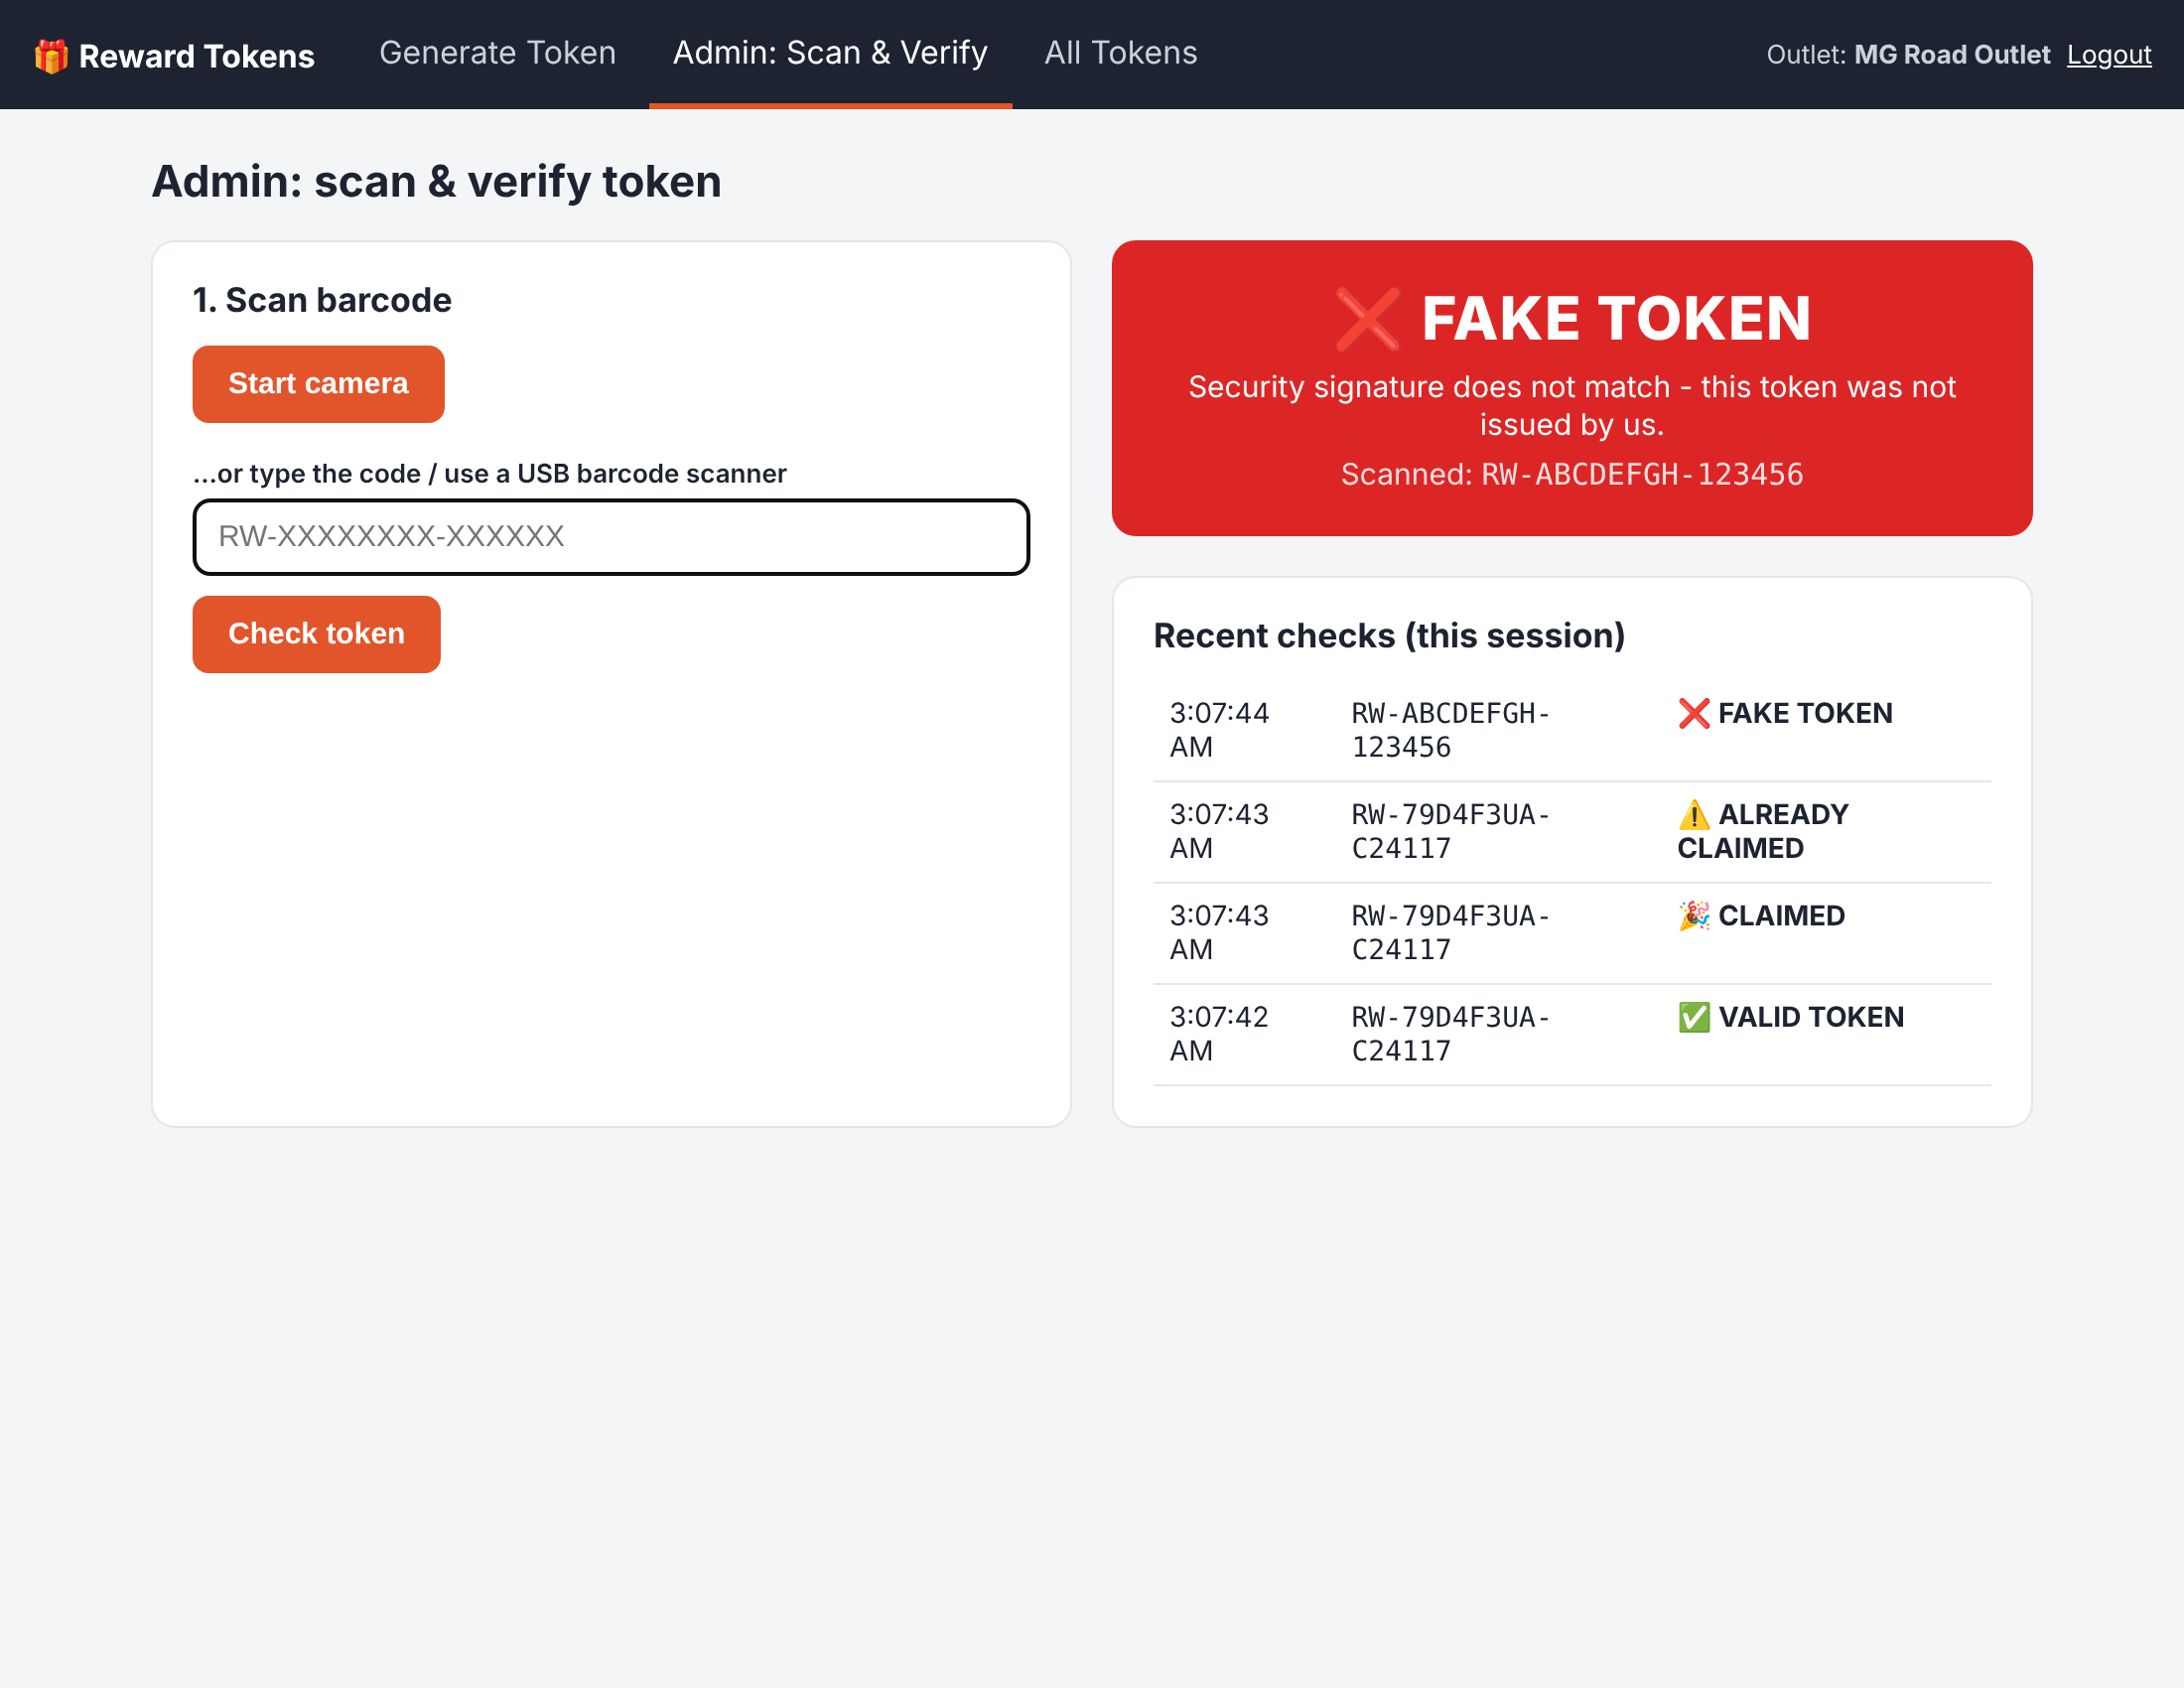 🎁 Reward Tokens
Generate Token
Admin: Scan & Verify
All Tokens
Outlet: MG Road Outlet Logout
Admin: scan & verify token
1. Scan barcode
Start camera
...or type the code / use a USB barcode scanner
RW-XXXXXXXX-XXXXXX
Check token
❌ FAKE TOKEN
Security signature does not match - this token was not
issued by us.
Scanned: RW-ABCDEFGH-123456
Recent checks (this session)
3:07:44 AM RW-ABCDEFGH-123456 ❌ FAKE TOKEN
3:07:43 AM RW-79D4F3UA-C24117 ⚠️ ALREADY CLAIMED
3:07:43 AM RW-79D4F3UA-C24117 🎉 CLAIMED
3:07:42 AM RW-79D4F3UA-C24117 ✅ VALID TOKEN